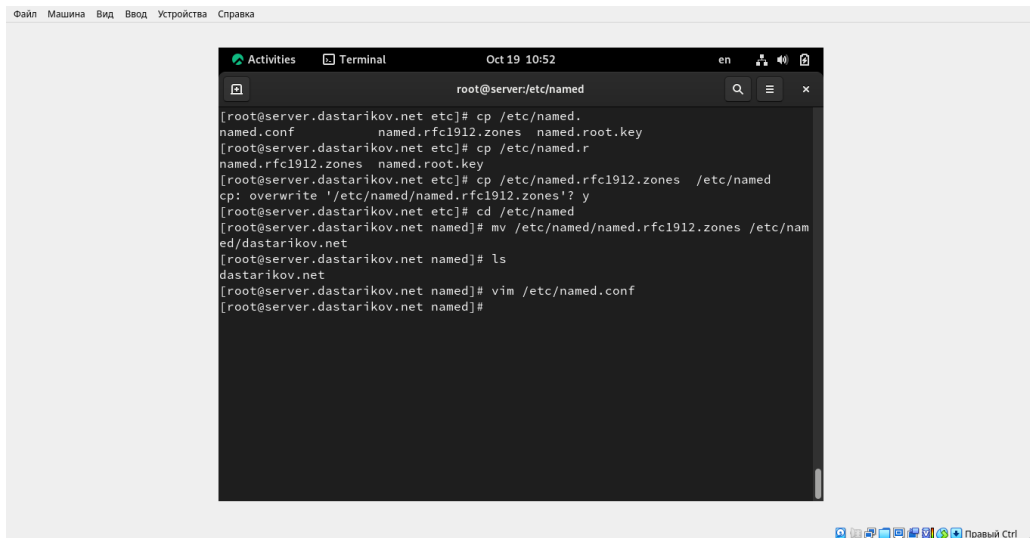 Файл Машина Вид Ввод Устройства Справка
Activities Terminal Oct 19 10:52 en
root@server:/etc/named
[root@server.dastarikov.net etc]# cp /etc/named.
named.conf named.rfc1912.zones named.root.key
[root@server.dastarikov.net etc]# cp /etc/named.r
named.rfc1912.zones named.root.key
[root@server.dastarikov.net etc]# cp /etc/named.rfc1912.zones /etc/named
cp: overwrite '/etc/named/named.rfc1912.zones'? y
[root@server.dastarikov.net etc]# cd /etc/named
[root@server.dastarikov.net named]# mv /etc/named/named.rfc1912.zones /etc/nam
ed/dastarikov.net
[root@server.dastarikov.net named]# ls
dastarikov.net
[root@server.dastarikov.net named]# vim /etc/named.conf
[root@server.dastarikov.net named]#
Правый Ctrl